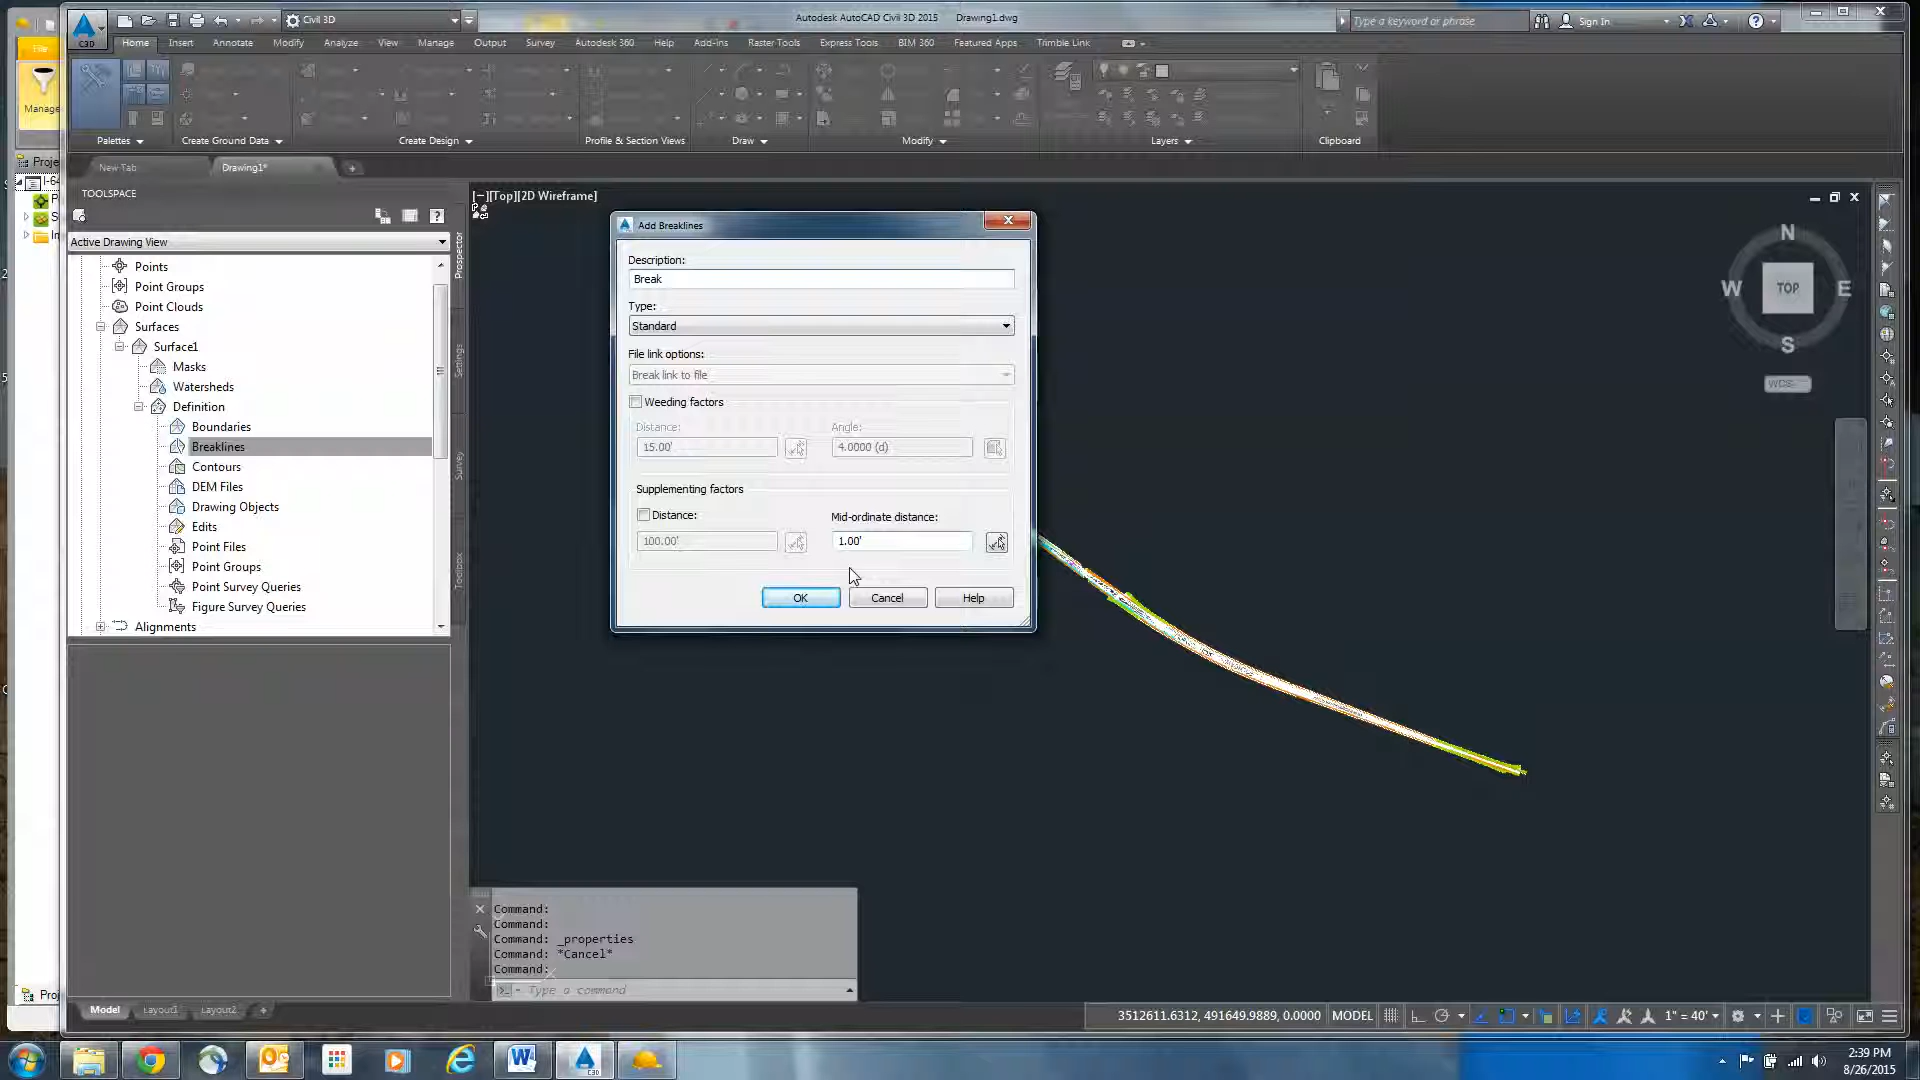 Civil 3D
Autodesk AutoCAD Civil 3D 2015 Drawing1.dwg
Type a keyword or phrase
Sign In
File
C3D
Home Insert Annotate Modify Analyze View Manage Output Survey Autodesk 360 Help Add-ins Raster Tools Express Tools BIM 360 Featured Apps Trimble Link
Manage
Palettes Create Ground Data Create Design Profile & Section Views Draw Modify Layers Clipboard
New Tab Drawing1*
Proje
TOOLSPACE
Active Drawing View
Points
Point Groups
Point Clouds
Surfaces
Surface1
Masks
Watersheds
Definition
Boundaries
Breaklines
Contours
DEM Files
Drawing Objects
Edits
Point Files
Point Groups
Point Survey Queries
Figure Survey Queries
Alignments
Prospector
Settings
Survey
Toolbox
[−][Top][2D Wireframe]
Add Breaklines
Description:
Break
Type:
Standard
File link options:
Break link to file
Weeding factors
Distance: Angle:
15.00' 4.0000 (d)
Supplementing factors
Distance: Mid-ordinate distance:
100.00' 1.00'
OK Cancel Help
N
W TOP E
S
WCS
Command:
Command:
Command: _properties
Command: *Cancel*
Command:
Type a command
Proj
Model Layout1 Layout2
3512611.6312, 491649.9889, 0.0000 MODEL 1" = 40'
2:39 PM
8/26/2015